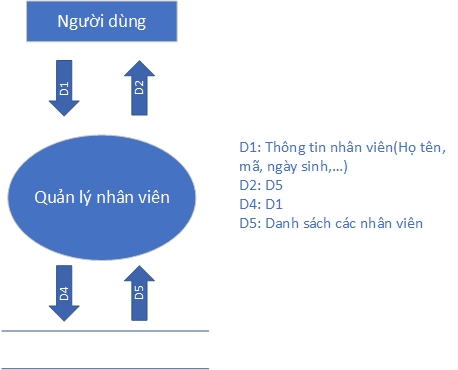 Người dùng
D1
D2
Quản lý nhân viên
D1: Thông tin nhân viên(Họ tên,
mã, ngày sinh,...)
D2: D5
D4: D1
D5: Danh sách các nhân viên
D4
D5